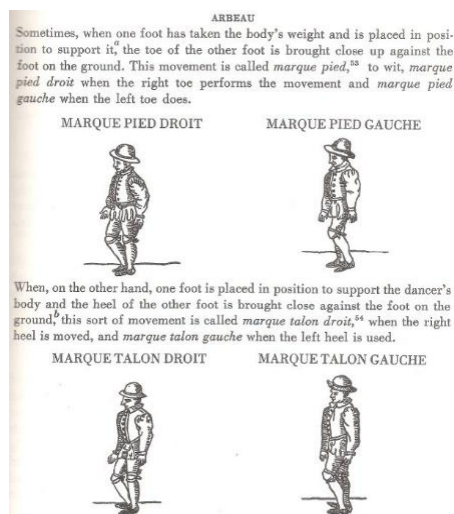 ARBEAU
Sometimes, when one foot has taken the body's weight and is placed in posi-
tion to support it,a the toe of the other foot is brought close up against the
foot on the ground. This movement is called marque pied,53 to wit, marque
pied droit when the right toe performs the movement and marque pied
gauche when the left toe does.
MARQUE PIED DROIT MARQUE PIED GAUCHE
When, on the other hand, one foot is placed in position to support the dancer's
body and the heel of the other foot is brought close against the foot on the
ground,b this sort of movement is called marque talon droit,54 when the right
heel is moved, and marque talon gauche when the left heel is used.
MARQUE TALON DROIT MARQUE TALON GAUCHE